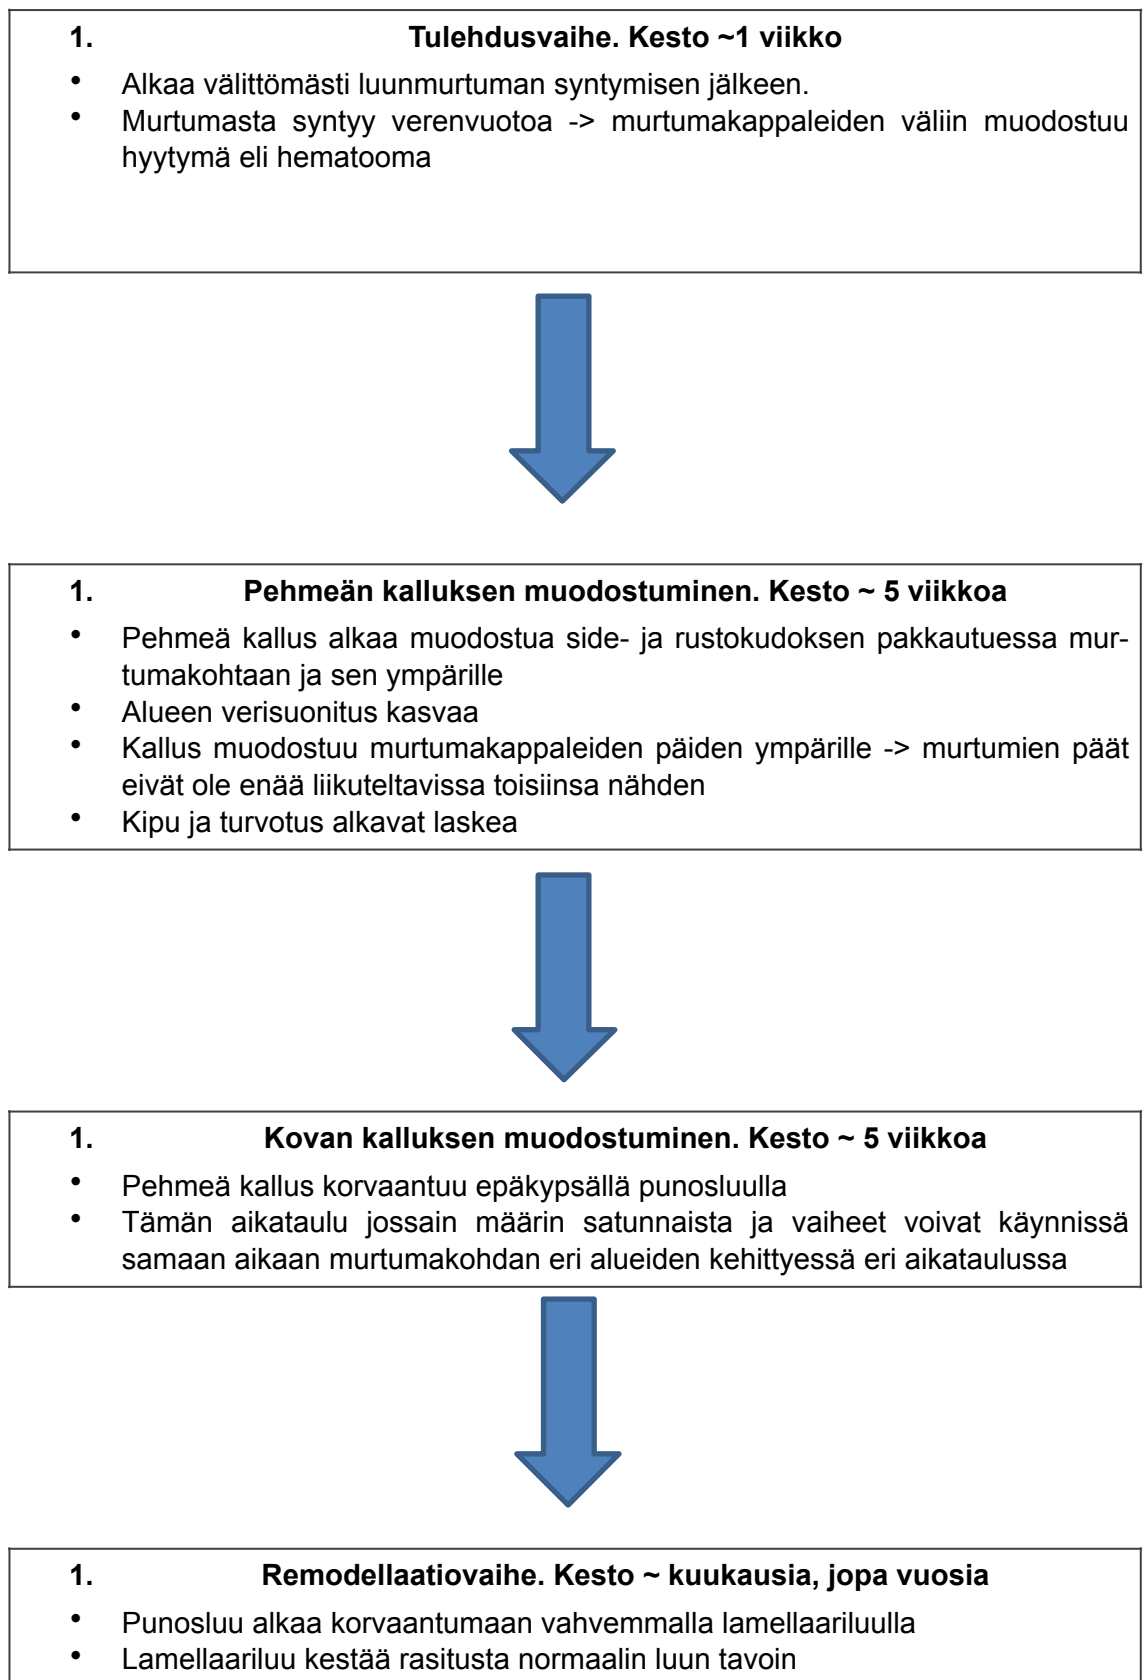 1. Tulehdusvaihe. Kesto ~1 viikko
• Alkaa välittömästi luunmurtuman syntymisen jälkeen.
• Murtumasta syntyy verenvuotoa -> murtumakappaleiden väliin muodostuu
hyytymä eli hematooma
1. Pehmeän kalluksen muodostuminen. Kesto ~ 5 viikkoa
• Pehmeä kallus alkaa muodostua side- ja rustokudoksen pakkautuessa mur-
tumakohtaan ja sen ympärille
• Alueen verisuonitus kasvaa
• Kallus muodostuu murtumakappaleiden päiden ympärille -> murtumien päät
eivät ole enää liikuteltavissa toisiinsa nähden
• Kipu ja turvotus alkavat laskea
1. Kovan kalluksen muodostuminen. Kesto ~ 5 viikkoa
• Pehmeä kallus korvaantuu epäkypsällä punosluulla
• Tämän aikataulu jossain määrin satunnaista ja vaiheet voivat käynnissä
samaan aikaan murtumakohdan eri alueiden kehittyessä eri aikataulussa
1. Remodellaatiovaihe. Kesto ~ kuukausia, jopa vuosia
• Punosluu alkaa korvaantumaan vahvemmalla lamellaariluulla
• Lamellaariluu kestää rasitusta normaalin luun tavoin